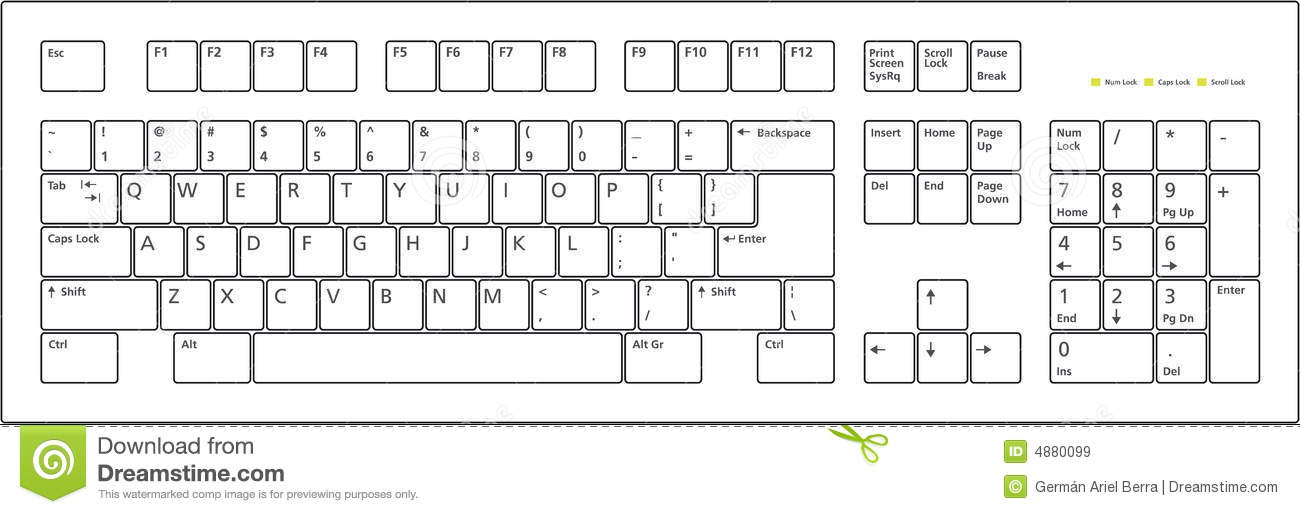 Esc F1 F2 F3 F4 F5 F6 F7 F8 F9 F10 F11 F12 Print Screen SysRq Scroll Lock Pause Break
Num Lock Caps Lock Scroll Lock
~ ` ! 1 @ 2 # 3 $ 4 % 5 ^ 6 & 7 * 8 ( 9 ) 0 _ - + = ← Backspace Insert Home Page Up Num Lock / * -
Tab Q W E R T Y U I O P { [ } ] Del End Page Down 7 Home 8 ↑ 9 Pg Up +
Caps Lock A S D F G H J K L : ; " ' ↵ Enter 4 ← 5 6 →
↑ Shift Z X C V B N M < , > . ? / ↑ Shift ¦ \ ↑ 1 End 2 ↓ 3 Pg Dn Enter
Ctrl Alt Alt Gr Ctrl ← ↓ → 0 Ins . Del
Download from
Dreamstime.com
This watermarked comp image is for previewing purposes only.
ID 4880099
© Germán Ariel Berra | Dreamstime.com